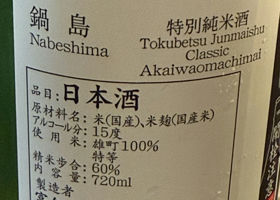 鍋島
Nabeshima
特別純米酒
Tokubetsu Junmaishu
Classic
Akaiwaomachimai
品目：日本酒
原材料名：米（国産）、米麹（国産米）
アルコール分：15度
使用米：雄町100%
特等
精米歩合：60%
内容量：720ml
製造者